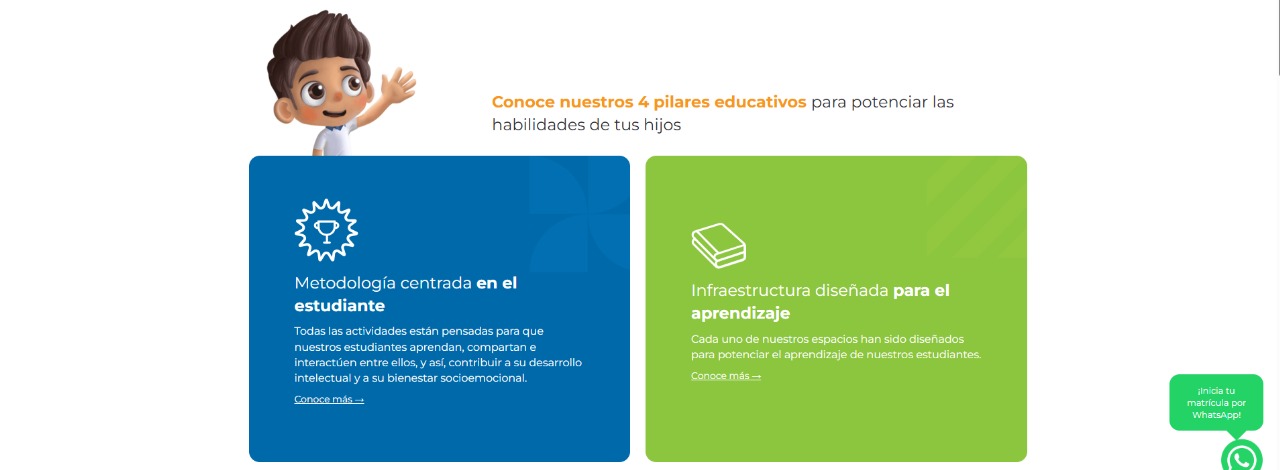 Conoce nuestros 4 pilares educativos para potenciar las
habilidades de tus hijos
Metodología centrada en el
estudiante
Todas las actividades están pensadas para que
nuestros estudiantes aprendan, compartan e
interactúen entre ellos, y así, contribuir a su desarrollo
intelectual y a su bienestar socioemocional.
Conoce más →
Infraestructura diseñada para el
aprendizaje
Cada uno de nuestros espacios han sido diseñados
para potenciar el aprendizaje de nuestros estudiantes.
Conoce más →
¡Inicia tu
matrícula por
WhatsApp!